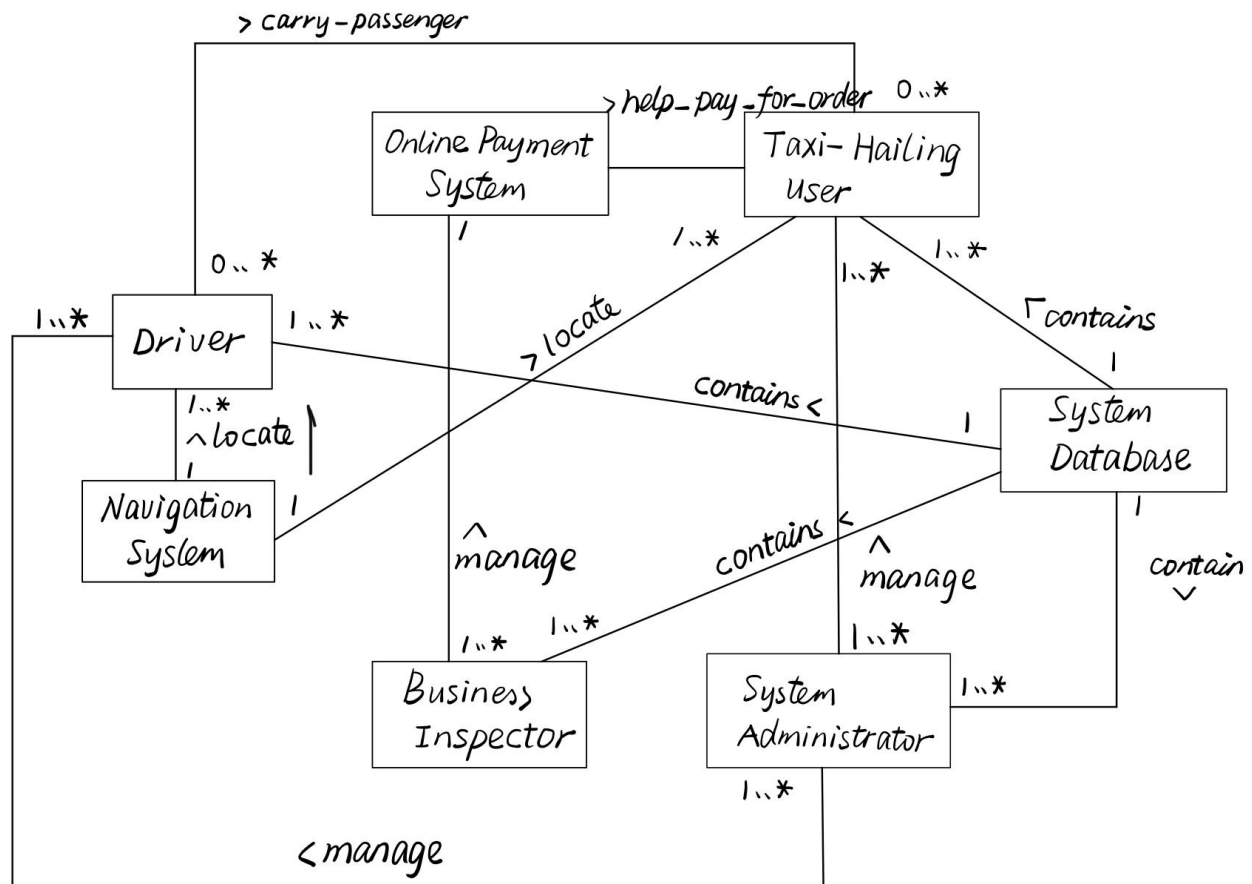 > carry-passenger
>help_pay_for_order
0..*
Online Payment
System
Taxi-Hailing
user
1
1..*
1..*
1..*
0..*
1..*
Driver
1..*
>locate
contains
1
contains<
1
System
Database
1..*
^locate
1
Navigation
System
1
1
contains<
^
manage
^
manage
contain
1..*
1..*
1..*
Business
Inspector
System
Administrator
1..*
1..*
<manage